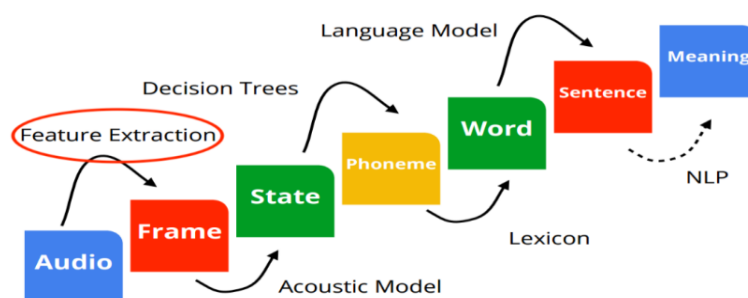 Language Model
Meaning
Decision Trees
Sentence
Feature Extraction
Word
Phoneme
NLP
State
Frame
Lexicon
Audio
Acoustic Model